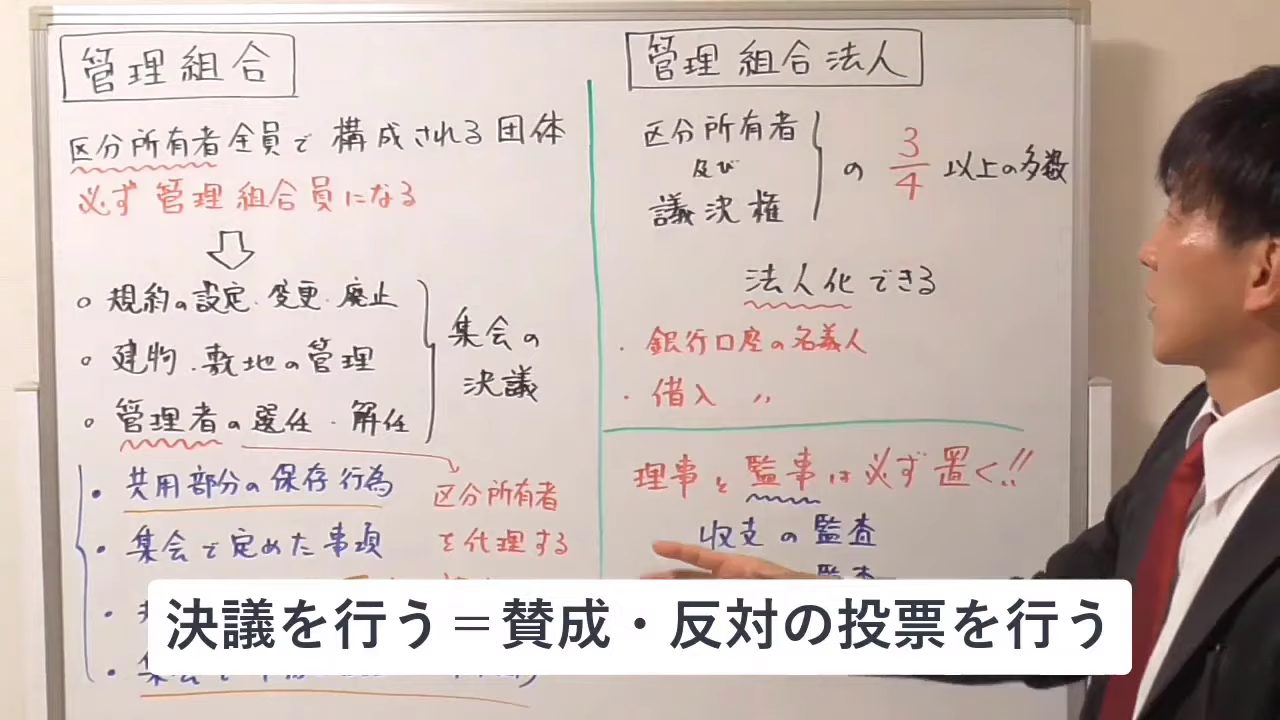 管理組合
区分所有者全員で構成される団体
必ず管理組合員になる
○ 規約の設定・変更・廃止
○ 建物・敷地の管理
○ 管理者の選任・解任
集会の
決議
・ 共用部分の保存行為
・ 集会で定めた事項
区分所有者
を代理する
管理組合法人
区分所有者
及び
議決権
の 3/4 以上の多数
法人化できる
・銀行口座の名義人
・借入 〃
理事と監事は必ず置く!!
収支の監査
監査
決議を行う＝賛成・反対の投票を行う